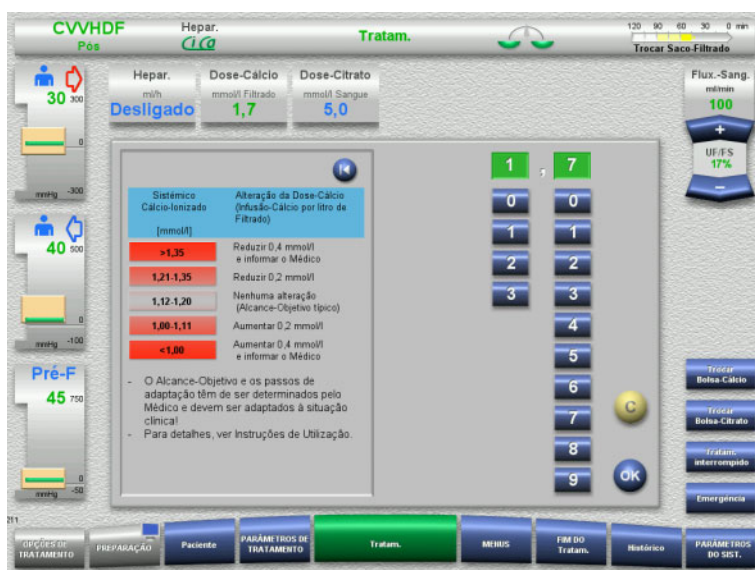 CVVHDF
Pós
Hepar.
Cica
Tratam.
120 90 60 30 0 min
Trocar Saco-Filtrado
30 300
0
mmHg -300
40 500
0
mmHg -100
Pré-F
45 750
0
mmHg -50
Hepar.
ml/h
Desligado
Dose-Cálcio
mmol/l Filtrado
1,7
Dose-Citrato
mmol/l Sangue
5,0
Flux.-Sang.
ml/min
100
+
UF/FS
17%
−
Sistémico
Cálcio-Ionizado
[mmol/l]
Alteração da Dose-Cálcio
(Infusão-Cálcio por litro de
Filtrado)
>1,35
Reduzir 0,4 mmol/l
e informar o Médico
1,21-1,35
Reduzir 0,2 mmol/l
1,12-1,20
Nenhuma alteração
(Alcance-Objetivo típico)
1,00-1,11
Aumentar 0,2 mmol/l
<1,00
Aumentar 0,4 mmol/l
e informar o Médico
- O Alcance-Objetivo e os passos de
adaptação têm de ser determinados pelo
Médico e devem ser adaptados à situação
clínica!
- Para detalhes, ver Instruções de Utilização.
1 , 7
0 0
1 1
2 2
3 3
4
5
6
7
8
9
C
OK
Trocar
Bolsa-Cálcio
Trocar
Bolsa-Citrato
Tratam.
interrompido
Emergência
211
OPÇÕES DE
TRATAMENTO
PREPARAÇÃO
Paciente
PARÂMETROS DE
TRATAMENTO
Tratam.
MENUS
FIM DO
Tratam.
Histórico
PARÂMETROS
DO SIST.